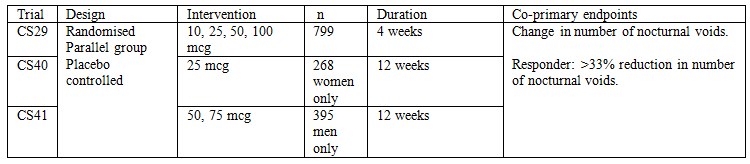 Trial Design Intervention n Duration Co-primary endpoints
CS29 Randomised 10, 25, 50, 100 799 4 weeks Change in number of nocturnal voids.
Parallel group mcg
CS40 Placebo 25 mcg 268 12 weeks Responder: >33% reduction in number
controlled women of nocturnal voids.
only
CS41 50, 75 mcg 395 12 weeks
men
only